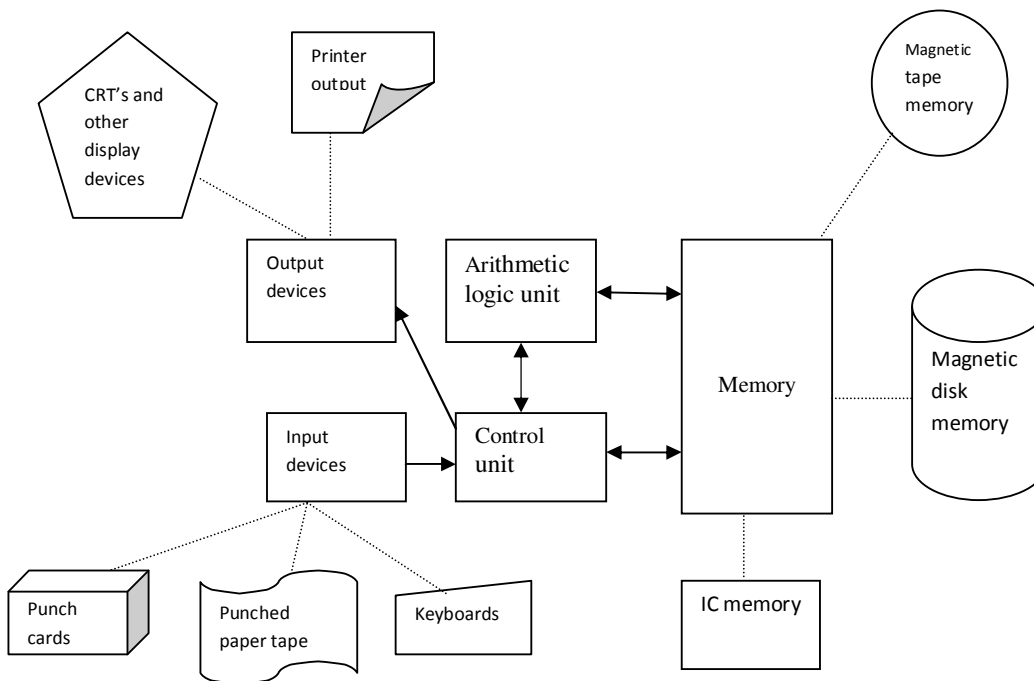 Printer
output
Magnetic
tape
memory
CRT's and
other
display
devices
Output
devices
Arithmetic
logic unit
Memory
Magnetic
disk
memory
Input
devices
Control
unit
Punch
cards
Punched
paper tape
Keyboards
IC memory